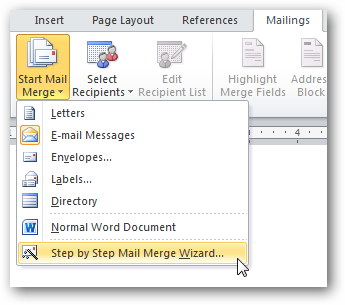 Insert Page Layout References Mailings
Start Mail Select Edit Highlight Address
Merge Recipients Recipient List Merge Fields Block
Letters
E-mail Messages
Envelopes...
Labels...
Directory
Normal Word Document
Step by Step Mail Merge Wizard...
4